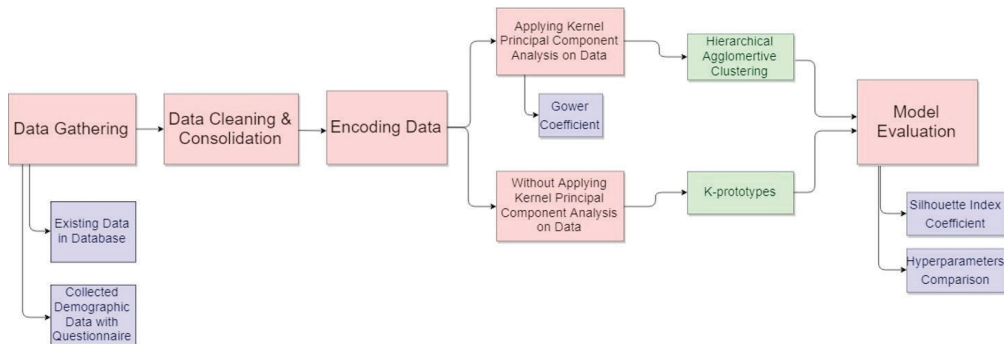 Data Gathering
Existing Data
in Database
Collected
Demographic
Data with
Questionnaire
Data Cleaning &
Consolidation
Encoding Data
Applying Kernel
Principal Component
Analysis on Data
Gower
Coefficient
Without Applying
Kernel Principal
Component Analysis
on Data
Hierarchical
Agglomertive
Clustering
K-prototypes
Model
Evaluation
Silhouette Index
Coefficient
Hyperparameters
Comparison